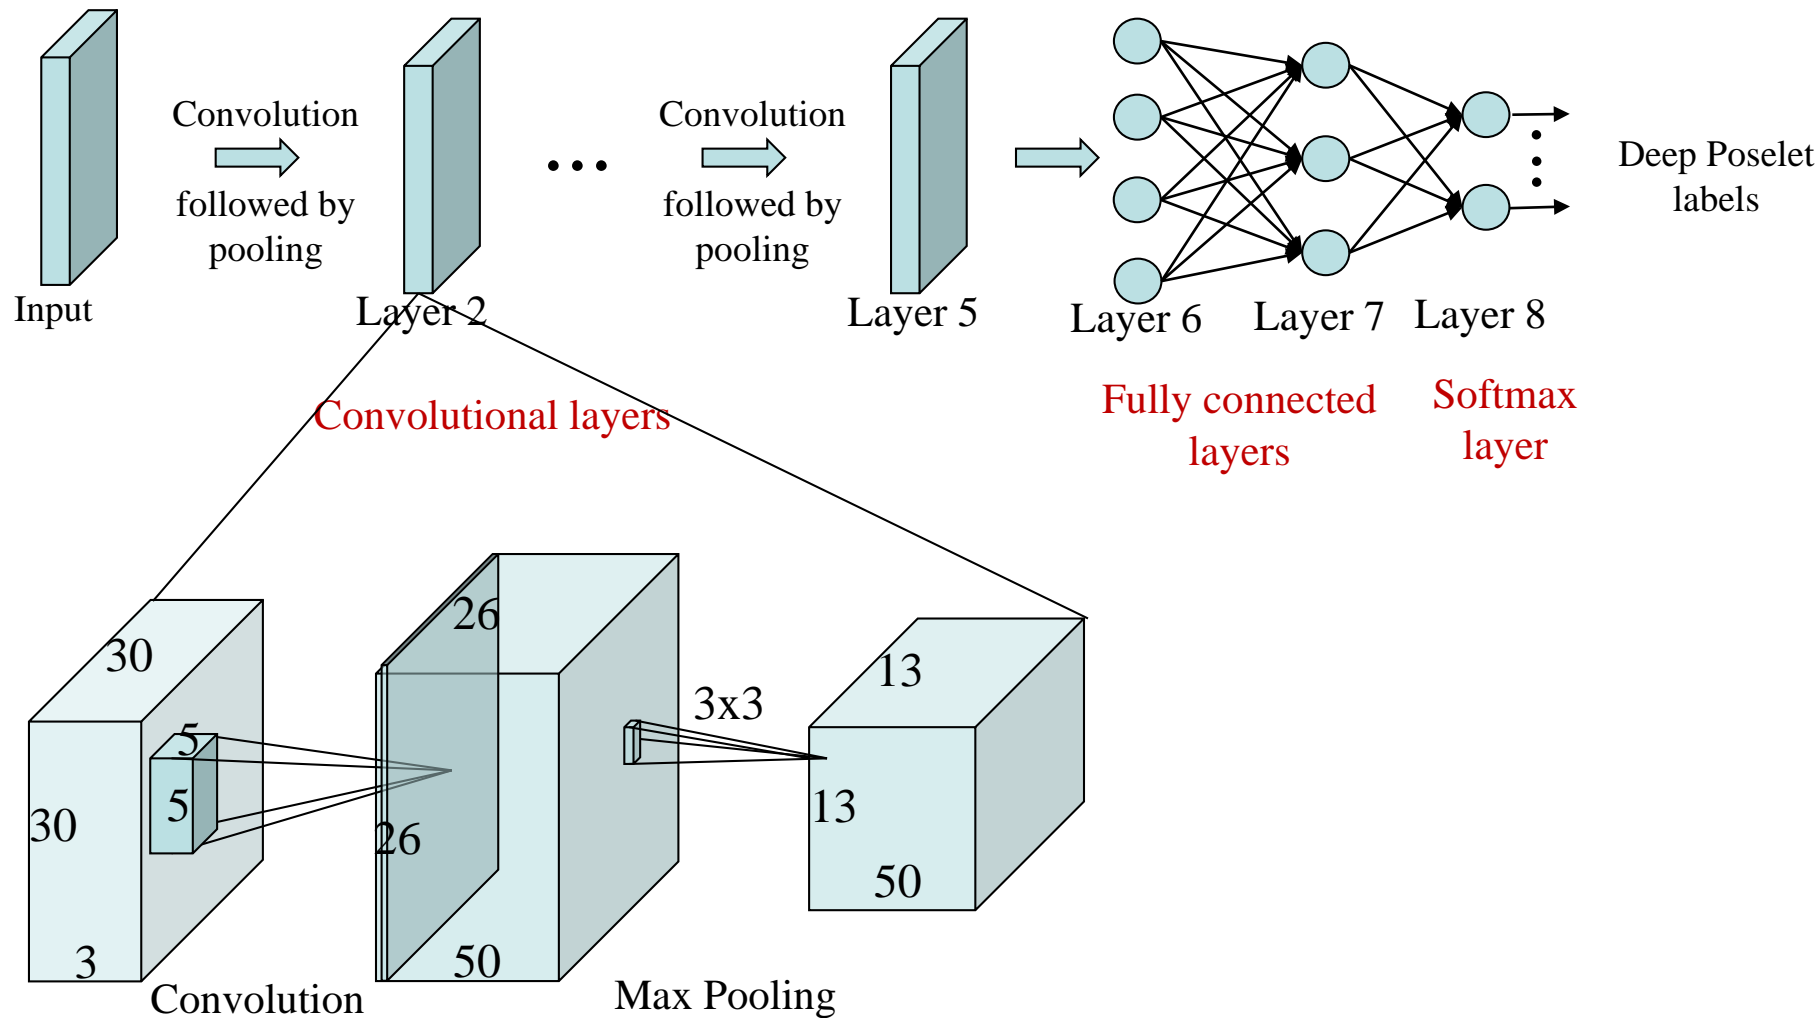 Convolution
followed by
pooling
Input
Layer 2
Convolution
followed by
pooling
Layer 5
Layer 6
Layer 7
Layer 8
Deep Poselet
labels
Convolutional layers
Fully connected
layers
Softmax
layer
30
30
3
5
5
Convolution
26
26
50
3x3
Max Pooling
13
13
50